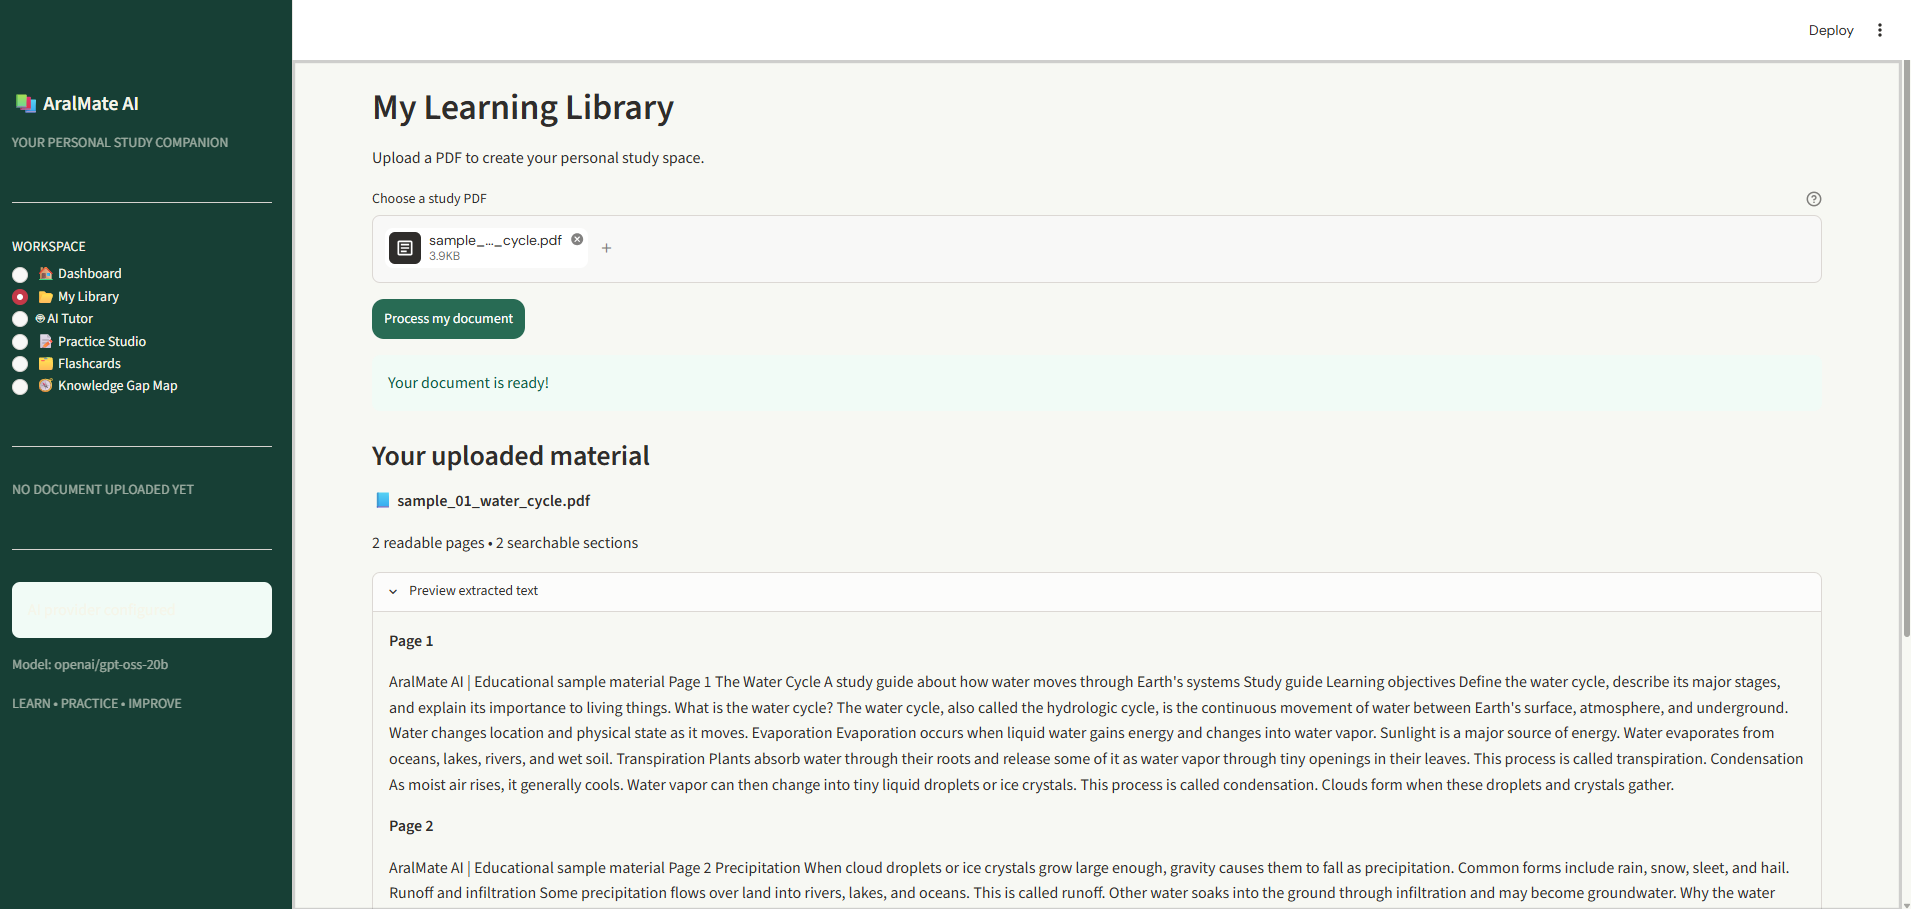 Deploy
AralMate AI
YOUR PERSONAL STUDY COMPANION
WORKSPACE
Dashboard
My Library
AI Tutor
Practice Studio
Flashcards
Knowledge Gap Map
NO DOCUMENT UPLOADED YET
Model: openai/gpt-oss-20b
LEARN • PRACTICE • IMPROVE
My Learning Library
Upload a PDF to create your personal study space.
Choose a study PDF
sample_..._cycle.pdf
3.9KB
Process my document
Your document is ready!
Your uploaded material
sample_01_water_cycle.pdf
2 readable pages • 2 searchable sections
Preview extracted text
Page 1
AralMate AI | Educational sample material Page 1 The Water Cycle A study guide about how water moves through Earth's systems Study guide Learning objectives Define the water cycle, describe its major stages,
and explain its importance to living things. What is the water cycle? The water cycle, also called the hydrologic cycle, is the continuous movement of water between Earth's surface, atmosphere, and underground.
Water changes location and physical state as it moves. Evaporation Evaporation occurs when liquid water gains energy and changes into water vapor. Sunlight is a major source of energy. Water evaporates from
oceans, lakes, rivers, and wet soil. Transpiration Plants absorb water through their roots and release some of it as water vapor through tiny openings in their leaves. This process is called transpiration. Condensation
As moist air rises, it generally cools. Water vapor can then change into tiny liquid droplets or ice crystals. This process is called condensation. Clouds form when these droplets and crystals gather.
Page 2
AralMate AI | Educational sample material Page 2 Precipitation When cloud droplets or ice crystals grow large enough, gravity causes them to fall as precipitation. Common forms include rain, snow, sleet, and hail.
Runoff and infiltration Some precipitation flows over land into rivers, lakes, and oceans. This is called runoff. Other water soaks into the ground through infiltration and may become groundwater. Why the water